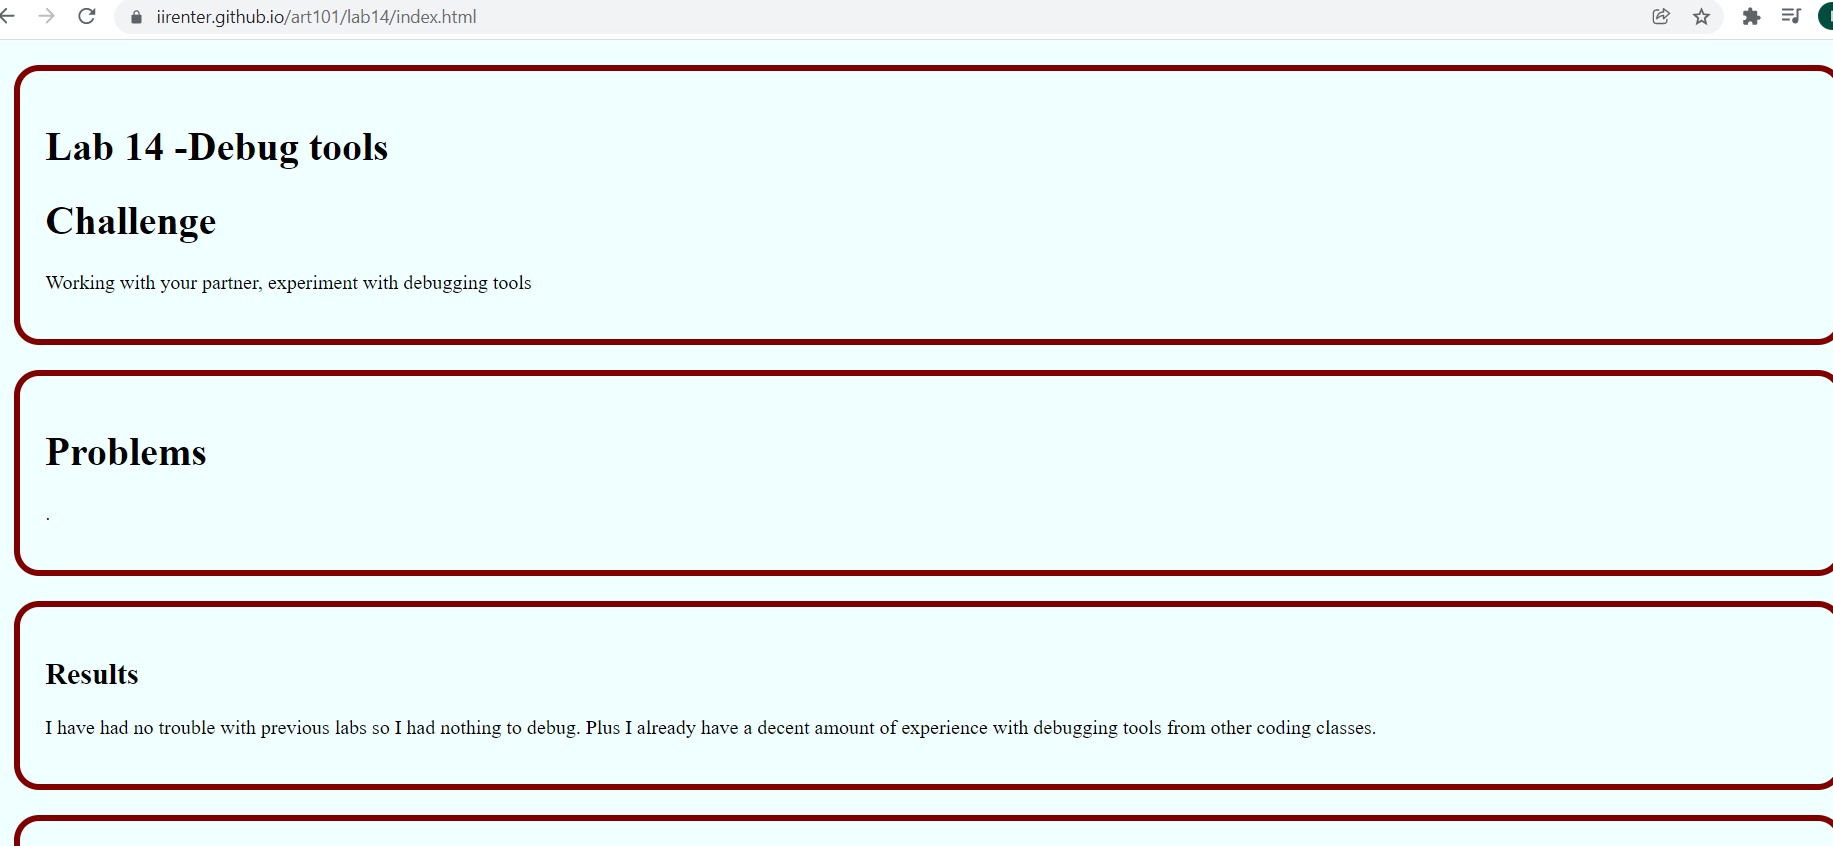 iirenter.github.io/art101/lab14/index.html
Lab 14 -Debug tools
Challenge
Working with your partner, experiment with debugging tools
Problems
.
Results
I have had no trouble with previous labs so I had nothing to debug. Plus I already have a decent amount of experience with debugging tools from other coding classes.